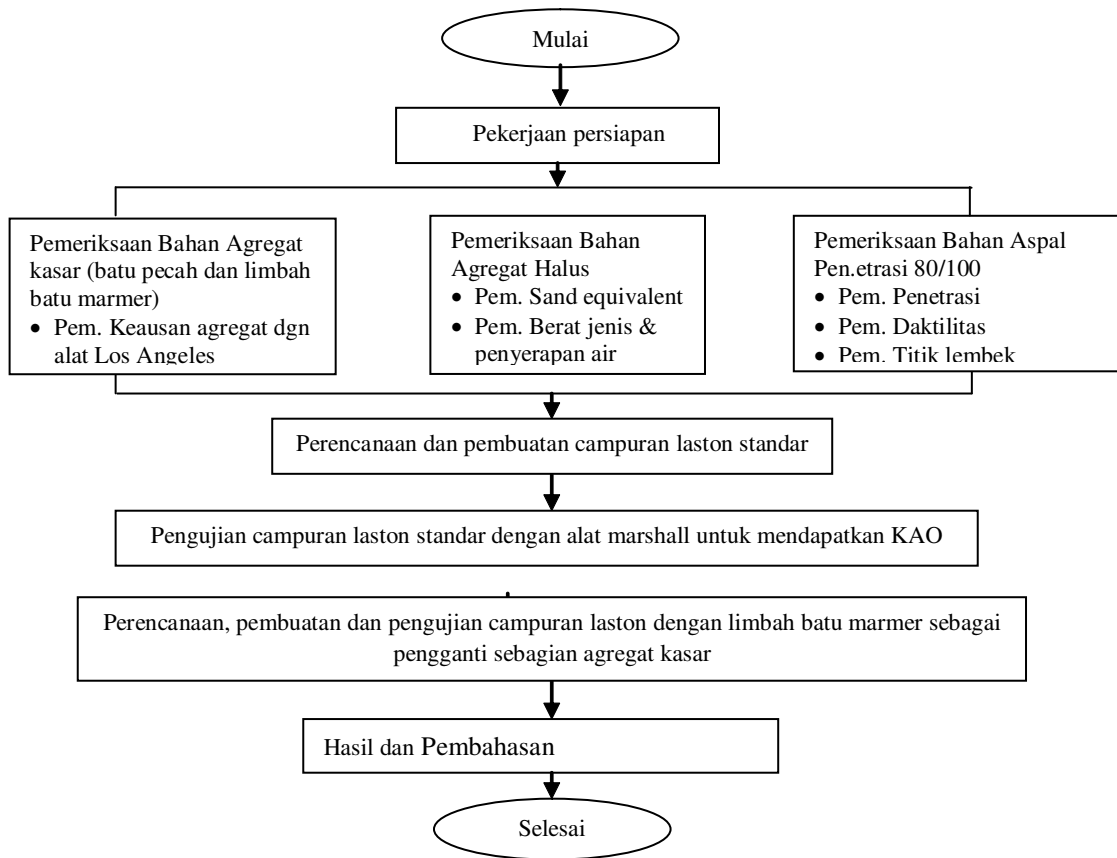 Mulai
Pekerjaan persiapan
Pemeriksaan Bahan Agregat
kasar (batu pecah dan limbah
batu marmer)
• Pem. Keausan agregat dgn
alat Los Angeles
Pemeriksaan Bahan
Agregat Halus
• Pem. Sand equivalent
• Pem. Berat jenis &
penyerapan air
Pemeriksaan Bahan Aspal
Pen.etrasi 80/100
• Pem. Penetrasi
• Pem. Daktilitas
• Pem. Titik lembek
Perencanaan dan pembuatan campuran laston standar
Pengujian campuran laston standar dengan alat marshall untuk mendapatkan KAO
Perencanaan, pembuatan dan pengujian campuran laston dengan limbah batu marmer sebagai
pengganti sebagian agregat kasar
Hasil dan Pembahasan
Selesai